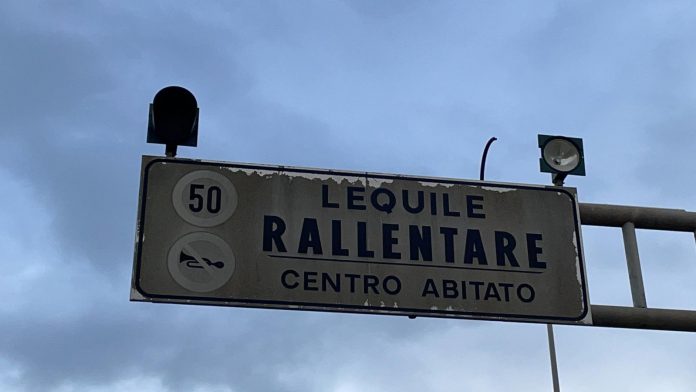 50
LEQUILE
RALLENTARE
CENTRO ABITATO